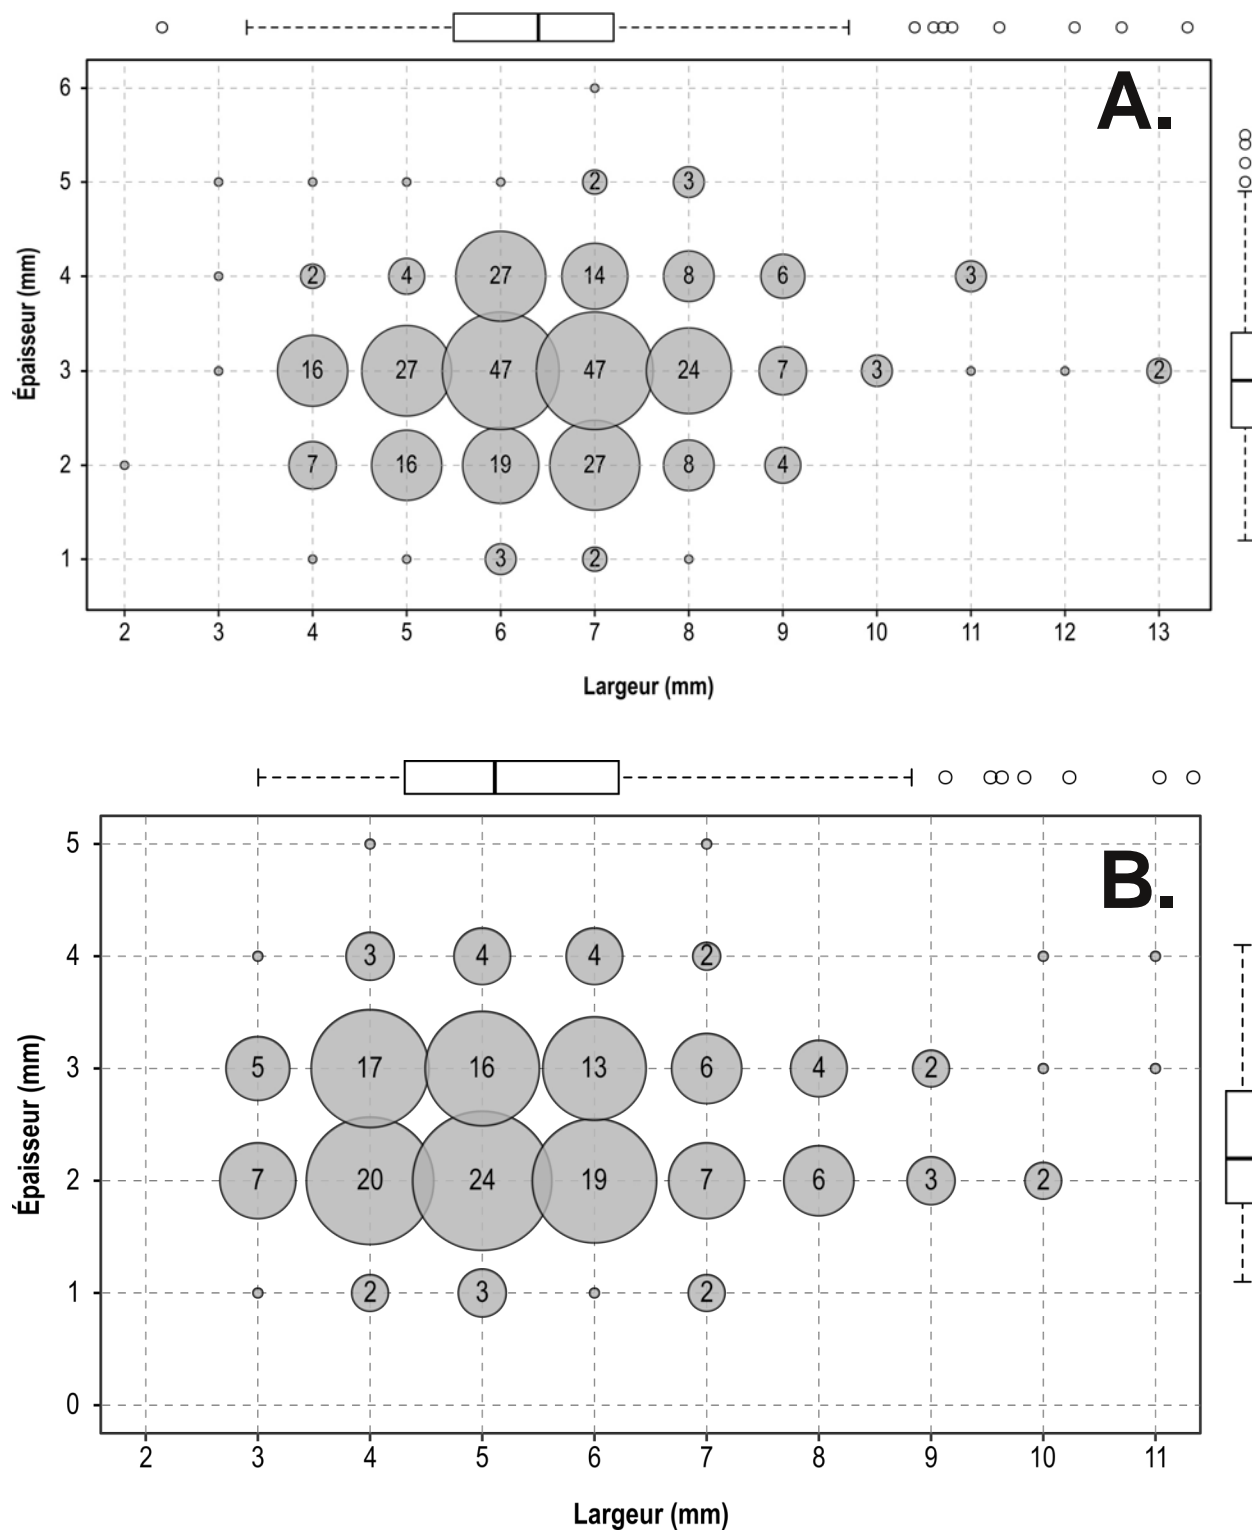 A.
6
5 2 3
4 2 4 27 14 8 6 3
3 16 27 47 47 24 7 3 2
2 7 16 19 27 8 4
1 3 2
Épaisseur (mm)
2 3 4 5 6 7 8 9 10 11 12 13
Largeur (mm)
B.
5
4 3 4 4 2
3 5 17 16 13 6 4 2
2 7 20 24 19 7 6 3 2
1 2 3 2
0
Épaisseur (mm)
2 3 4 5 6 7 8 9 10 11
Largeur (mm)